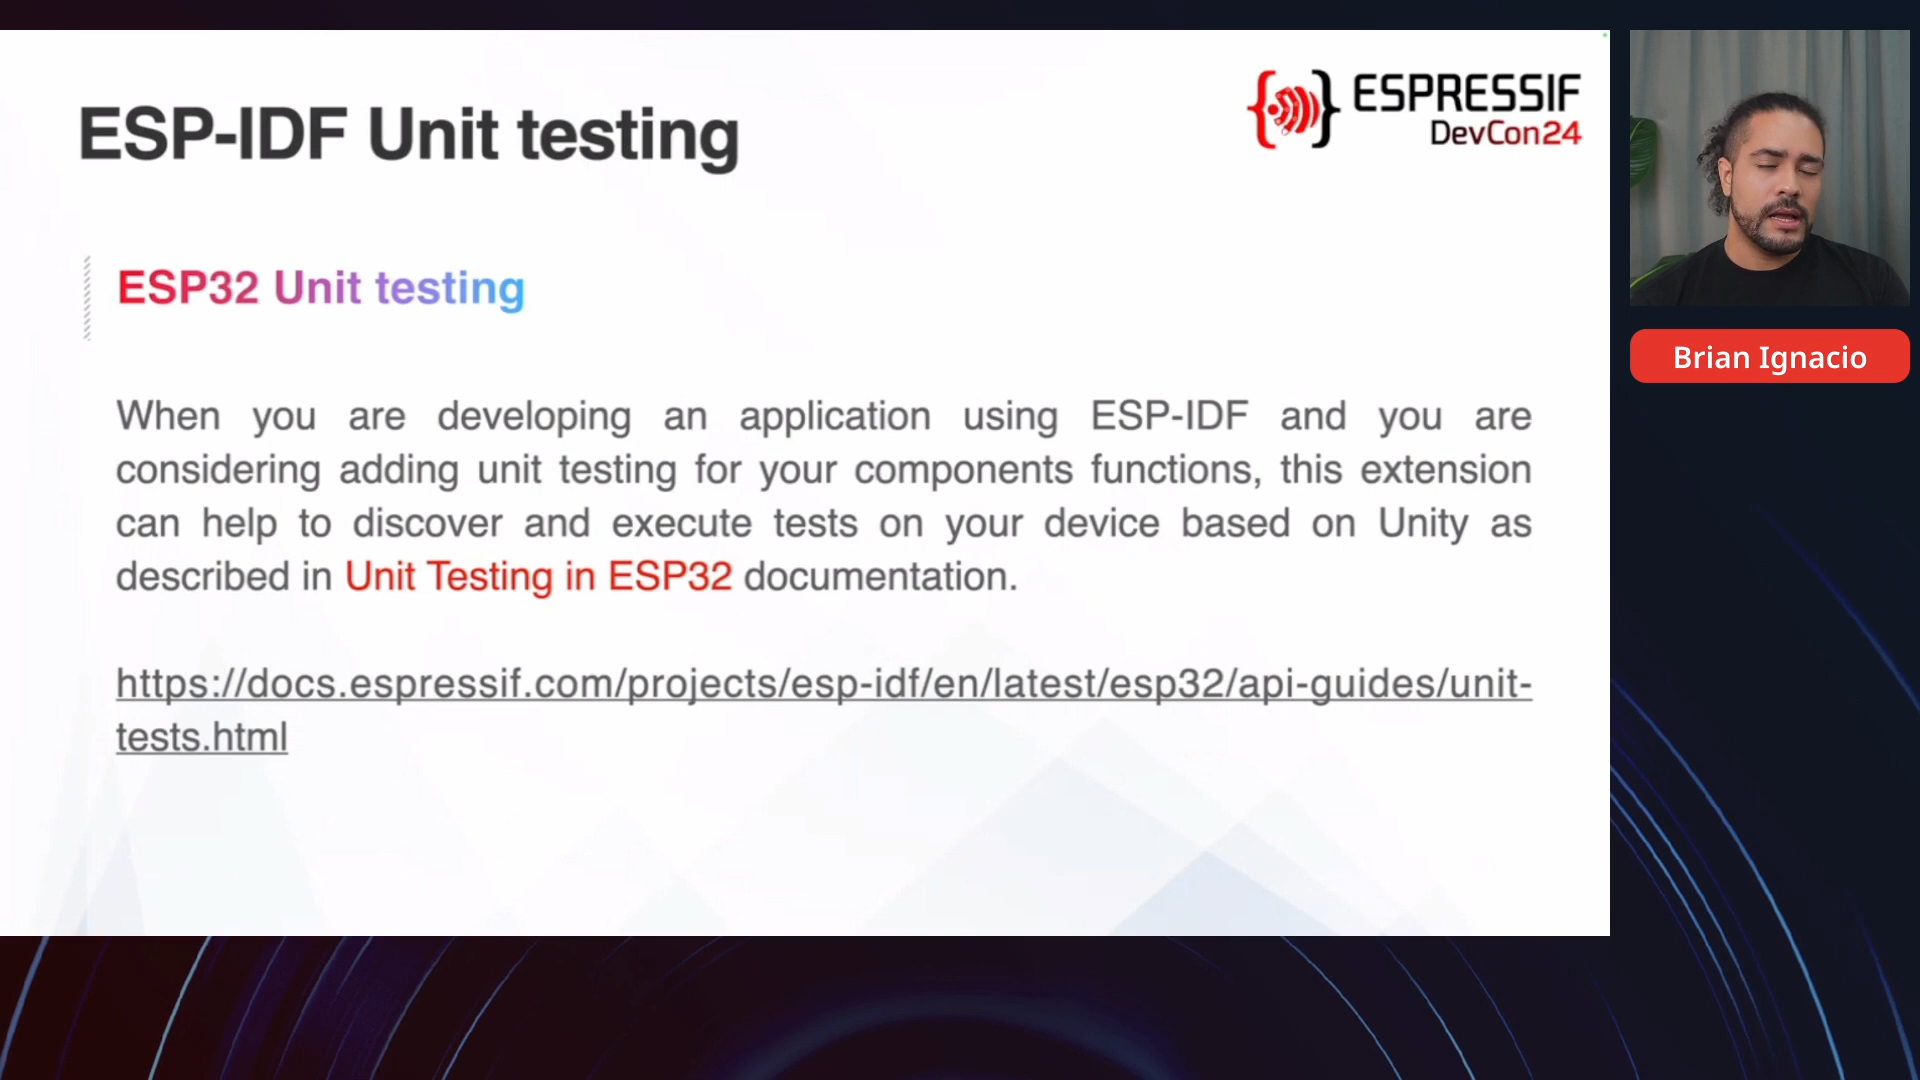 ESP-IDF Unit testing
ESPRESSIF
DevCon24
ESP32 Unit testing
When you are developing an application using ESP-IDF and you are
considering adding unit testing for your components functions, this extension
can help to discover and execute tests on your device based on Unity as
described in Unit Testing in ESP32 documentation.
https://docs.espressif.com/projects/esp-idf/en/latest/esp32/api-guides/unit-
tests.html
Brian Ignacio